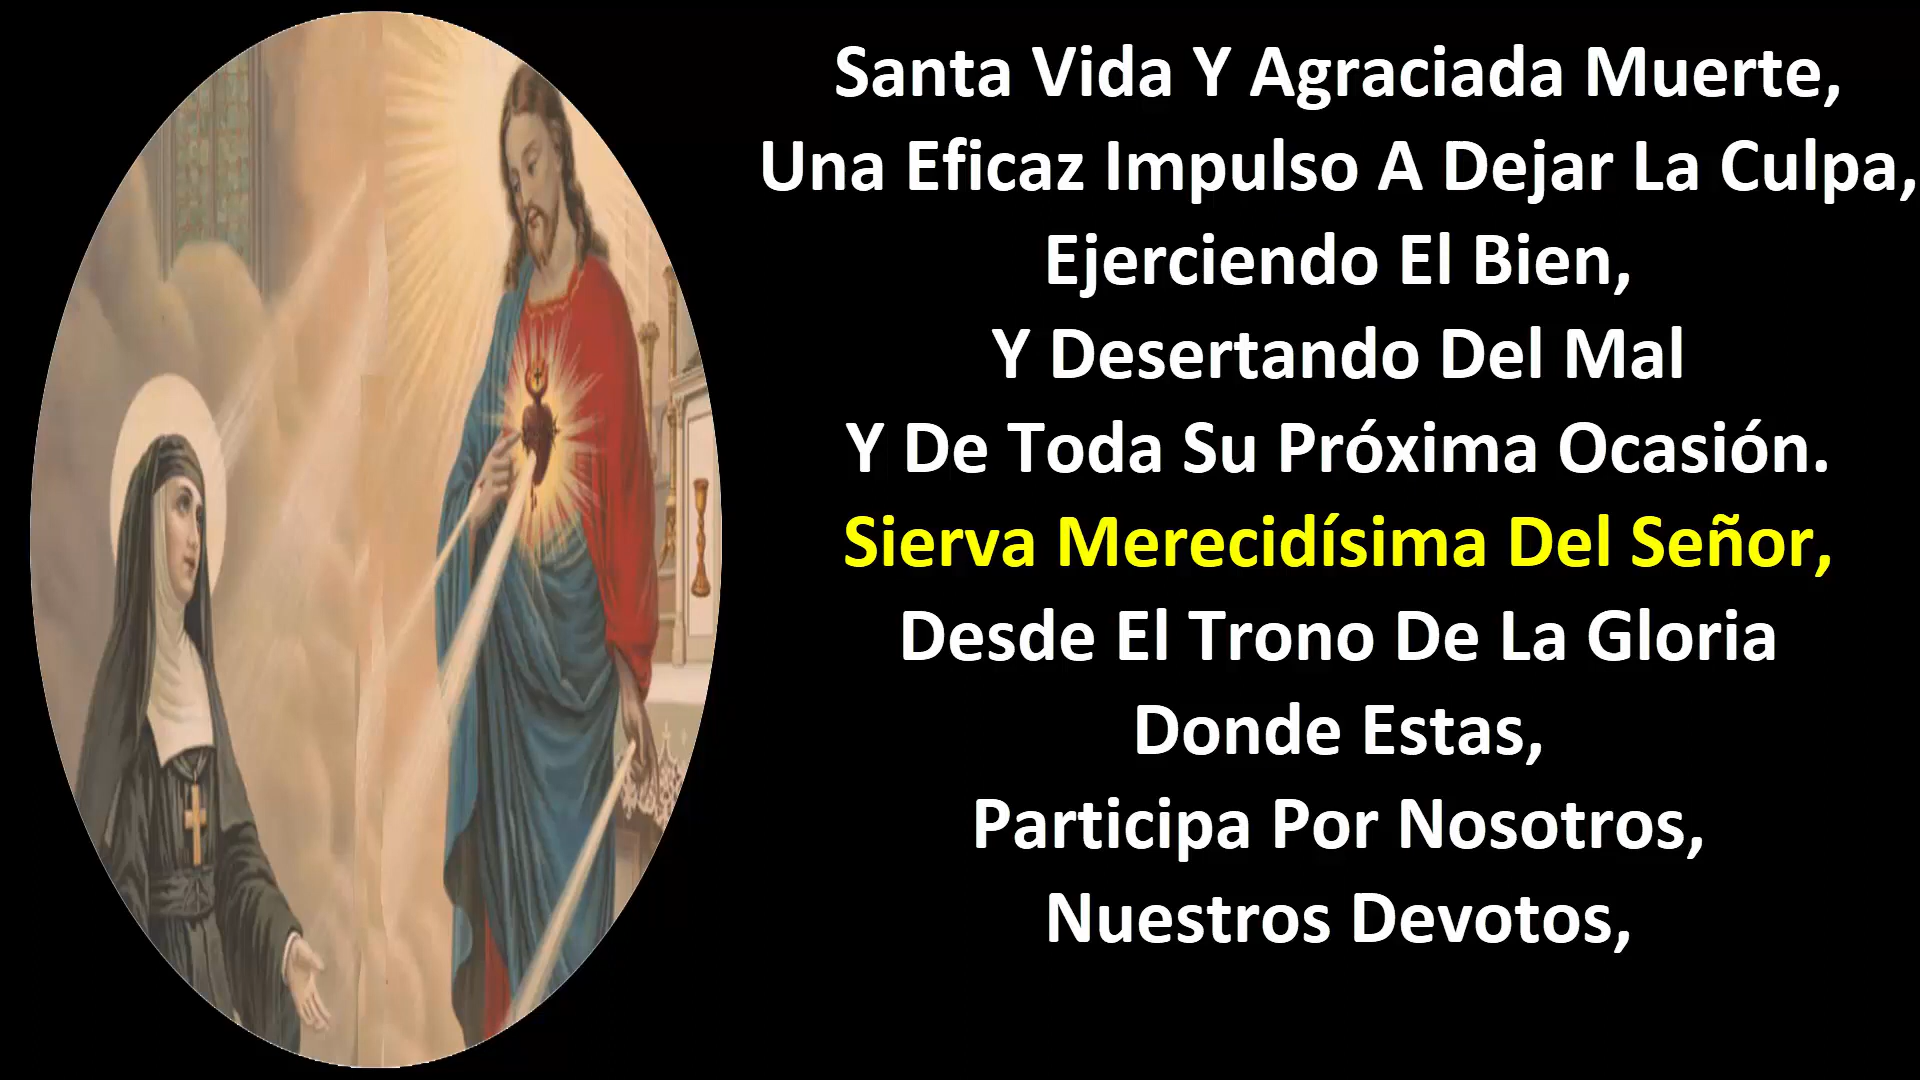 Santa Vida Y Agraciada Muerte,
Una Eficaz Impulso A Dejar La Culpa,
Ejerciendo El Bien,
Y Desertando Del Mal
Y De Toda Su Próxima Ocasión.
Sierva Merecidísima Del Señor,
Desde El Trono De La Gloria
Donde Estas,
Participa Por Nosotros,
Nuestros Devotos,